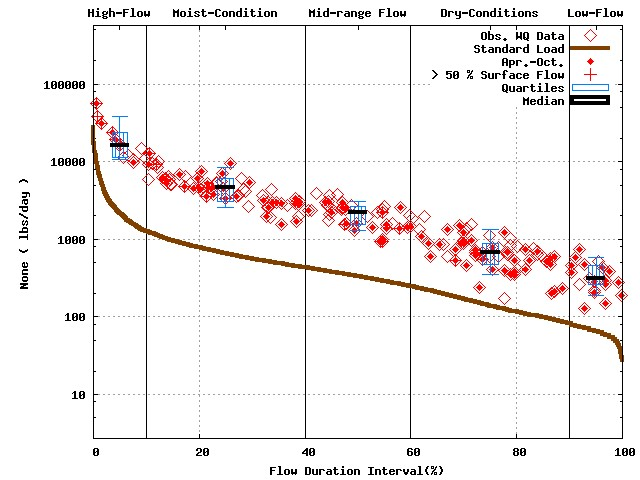 High-Flow Moist-Condition Mid-range Flow Dry-Conditions Low-Flow
Obs. WQ Data
Standard Load
Apr.-Oct.
> 50 % Surface Flow
Quartiles
Median
100000
10000
1000
100
10
None ( lbs/day )
0 20 40 60 80 100
Flow Duration Interval(%)